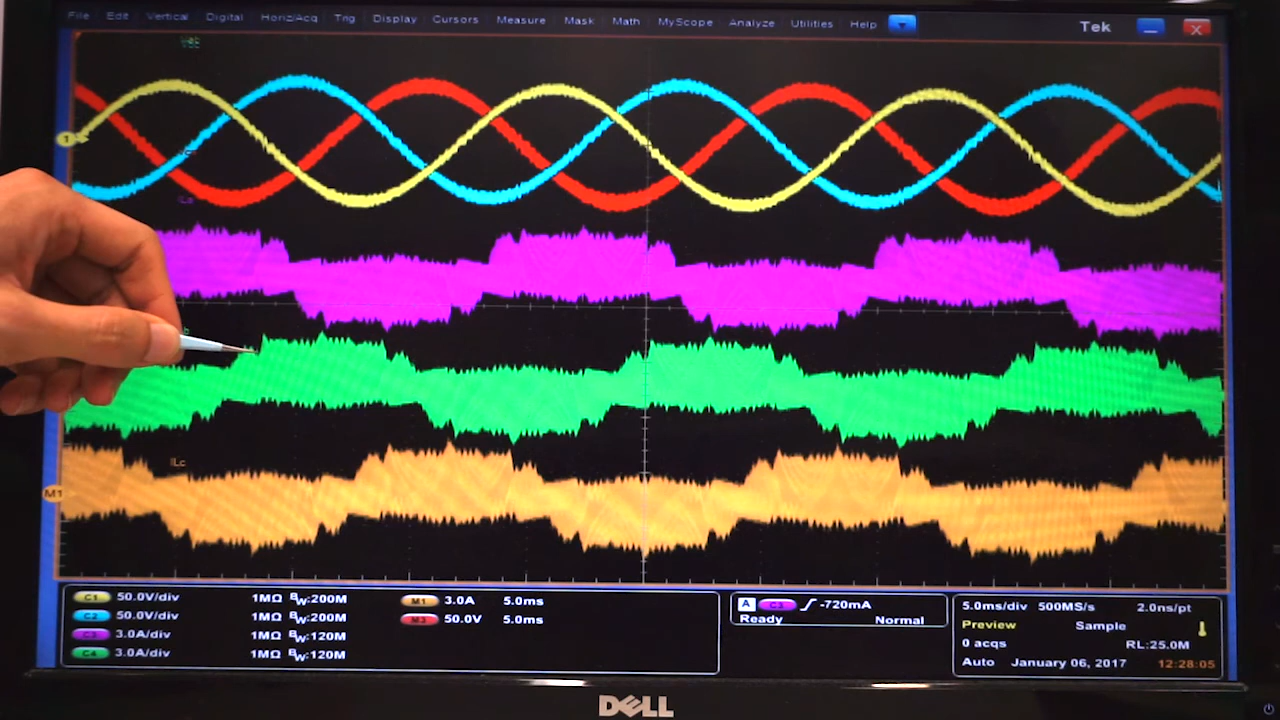 File Edit Vertical Digital Horiz/Acq Trig Display Cursors Measure Mask Math MyScope Analyze Utilities Help
Tek
1
ILa
ILc
M1
C1 50.0V/div 1MΩ BW:200M
C2 50.0V/div 1MΩ BW:200M
C3 3.0A/div 1MΩ BW:120M
C4 3.0A/div 1MΩ BW:120M
M1 3.0A 5.0ms
M3 50.0V 5.0ms
A C3 -720mA
Ready Normal
5.0ms/div 500MS/s 2.0ns/pt
Preview Sample
0 acqs RL:25.0M
Auto January 06, 2017 12:28:05
DELL